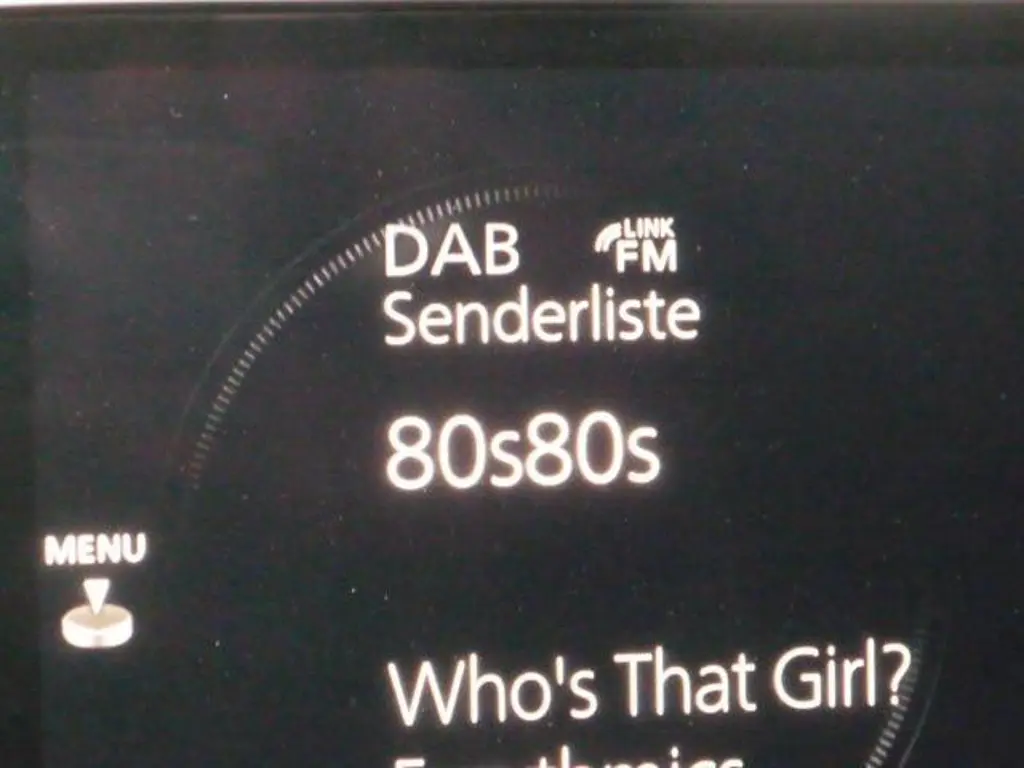 DAB LINK FM
Senderliste
80s80s
MENU
Who's That Girl?